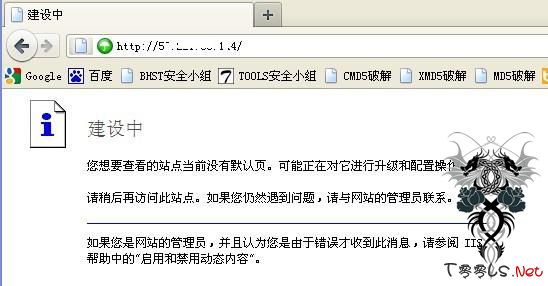 建设中
http://5 .1.4/
Google 百度 BHST安全小组 TOOLS安全小组 CMD5破解 XMD5破解 MD5破解
建设中
您想要查看的站点当前没有默认页。可能正在对它进行升级和配置操作
请稍后再访问此站点。如果您仍然遇到问题，请与网站的管理员联系。
如果您是网站的管理员，并且认为您是由于错误才收到此消息，请参阅 IIS
帮助中的“启用和禁用动态内容”。
T00LS.Net